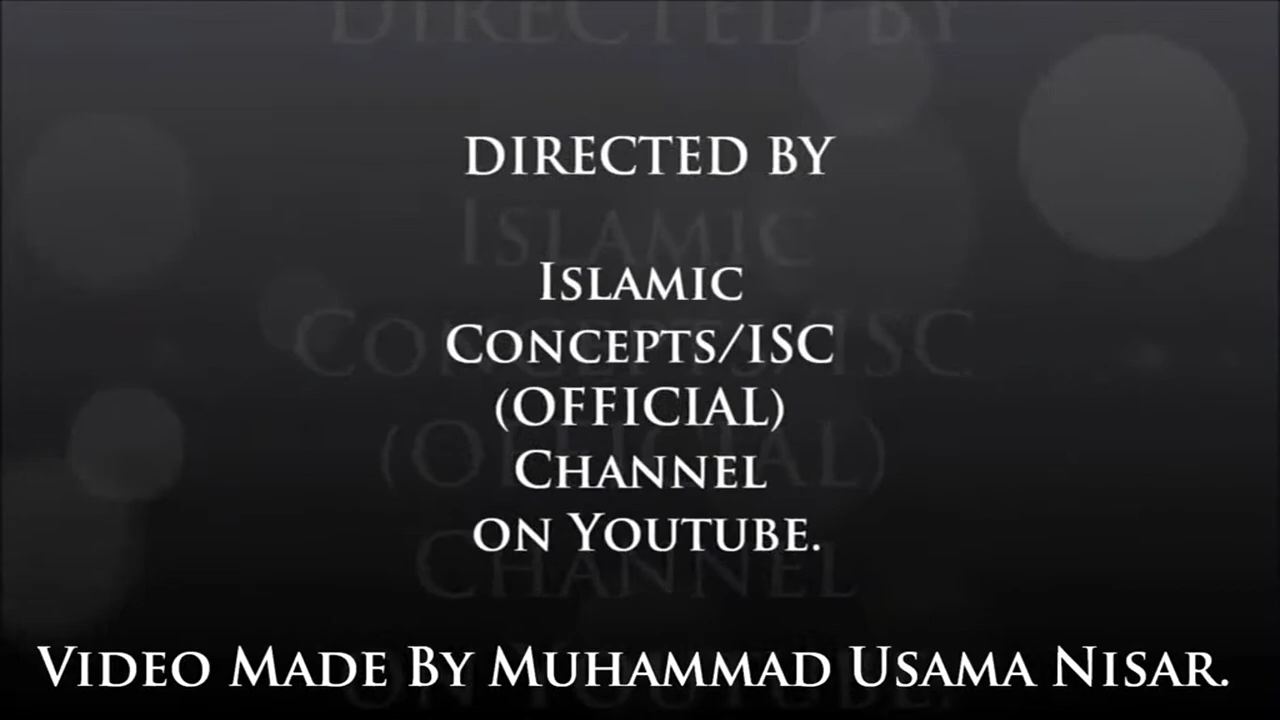 DIRECTED BY
Islamic
Concepts/ISC
(OFFICIAL)
Channel
on Youtube.
Video Made By Muhammad Usama Nisar.